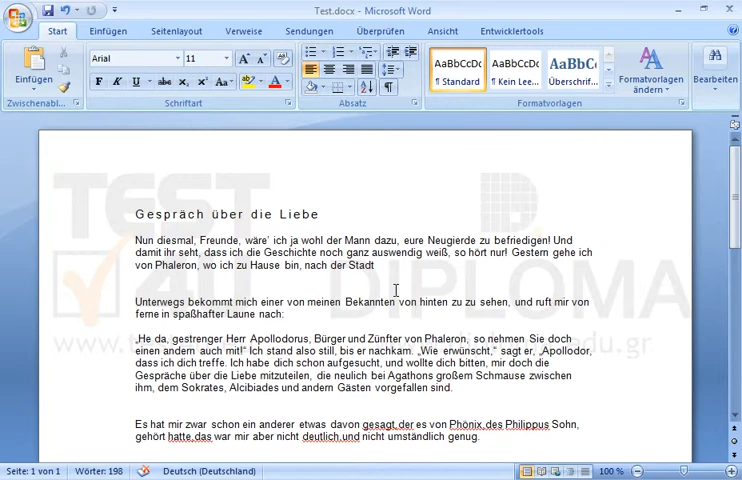 Test.docx - Microsoft Word
Start Einfügen Seitenlayout Verweise Sendungen Überprüfen Ansicht Entwicklertools
Arial 11
AaBbCcDc AaBbCcDc AaBbC
Einfügen
¶ Standard ¶ Kein Lee... Überschrif...
Formatvorlagen ändern
Bearbeiten
F K U abc x₂ x² Aa
Zwischenabl... Schriftart Absatz Formatvorlagen
TEST 4U DIPLOMA
Gespräch über die Liebe
Nun diesmal, Freunde, wäre' ich ja wohl der Mann dazu, eure Neugierde zu befriedigen! Und
damit ihr seht, dass ich die Geschichte noch ganz auswendig weiß, so hört nur! Gestern gehe ich
von Phaleron, wo ich zu Hause bin, nach der Stadt
Unterwegs bekommt mich einer von meinen Bekannten von hinten zu zu sehen, und ruft mir von
ferne in spaßhafter Laune nach:
„He da, gestrenger Herr Apollodorus, Bürger und Zünfter von Phaleron, so nehmen Sie doch
einen andern auch mit!“ Ich stand also still, bis er nachkam. „Wie erwünscht,“ sagt er, „Apollodor,
dass ich dich treffe. Ich habe dich schon aufgesucht, und wollte dich bitten, mir doch die
Gespräche über die Liebe mitzuteilen, die neulich bei Agathons großem Schmause zwischen
ihm, dem Sokrates, Alcibiades und andern Gästen vorgefallen sind.
Es hat mir zwar schon ein anderer etwas davon gesagt,der es von Phönix,des Philippus Sohn,
gehört hatte,das war mir aber nicht deutlich,und nicht umständlich genug.
Seite: 1 von 1 Wörter: 198 Deutsch (Deutschland) 100 %